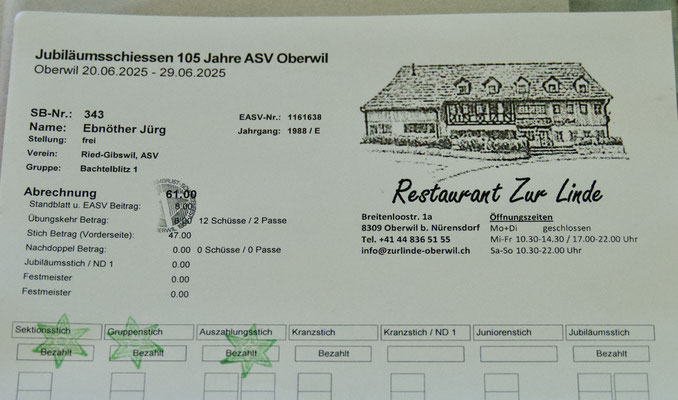 Jubiläumsschiessen 105 Jahre ASV Oberwil
Oberwil 20.06.2025 - 29.06.2025
SB-Nr.: 343 EASV-Nr.: 1161638
Name: Ebnöther Jürg Jahrgang: 1988 / E
Stellung: frei
Verein: Ried-Gibswil, ASV
Gruppe: Bachtelblitz 1
Restaurant Zur Linde
Breitenloostr. 1a
8309 Oberwil b. Nürensdorf
Tel. +41 44 836 51 55
info@zurlinde-oberwil.ch
Öffnungszeiten
Mo+Di geschlossen
Mi-Fr 10.30-14.30 / 17.00-22.00 Uhr
Sa-So 10.30-22.00 Uhr
Abrechnung 61.00
Standblatt u. EASV Beitrag: 8.00
Übungskehr Betrag: 6.00 12 Schüsse / 2 Passe
Stich Betrag (Vorderseite): 47.00
Nachdoppel Betrag: 0.00 0 Schüsse / 0 Passe
Jubiläumsstich / ND 1 0.00
Festmeister 0.00
Festmeister 0.00
Sektionsstich Gruppenstich Auszahlungsstich Kranzstich Kranzstich / ND 1 Juniorenstich Jubiläumsstich
Bezahlt Bezahlt Bezahlt Bezahlt Bezahlt